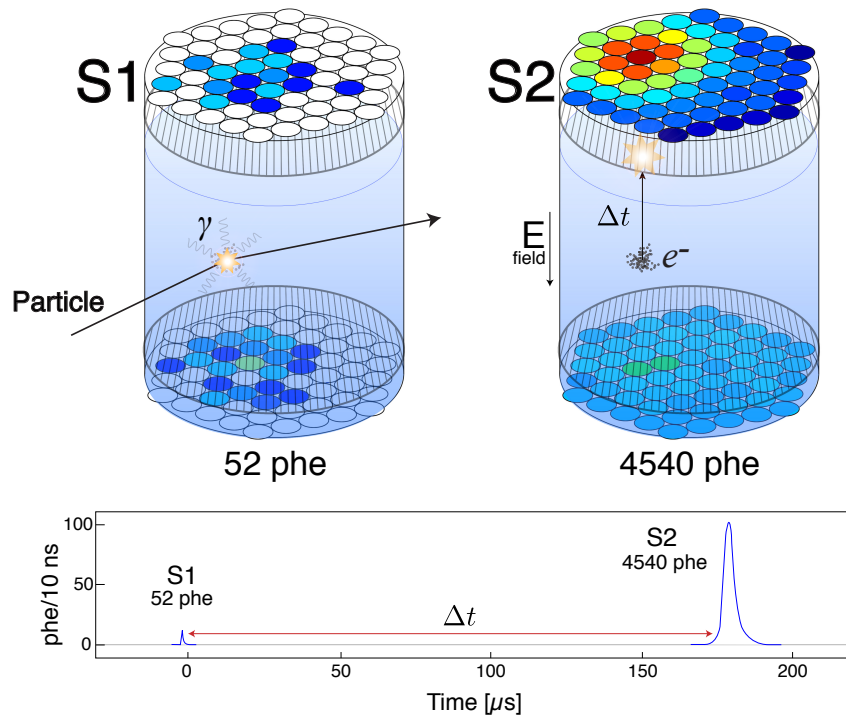 S1
γ
Particle
52 phe
S2
Δt
E
field
e-
4540 phe
phe/10 ns
100
50
0
S1
52 phe
Δt
S2
4540 phe
0
50
100
150
200
Time [µs]